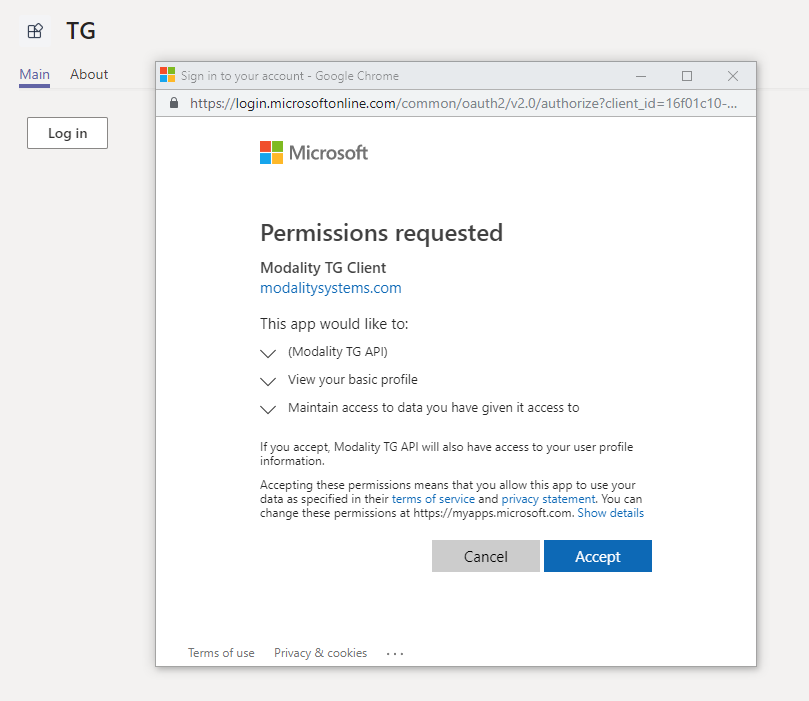 TG
Main About
Log in
Sign in to your account - Google Chrome
https://login.microsoftonline.com/common/oauth2/v2.0/authorize?client_id=16f01c10-...
Microsoft
Permissions requested
Modality TG Client
modalitysystems.com
This app would like to:
(Modality TG API)
View your basic profile
Maintain access to data you have given it access to
If you accept, Modality TG API will also have access to your user profile
information.
Accepting these permissions means that you allow this app to use your
data as specified in their terms of service and privacy statement. You can
change these permissions at https://myapps.microsoft.com. Show details
Cancel Accept
Terms of use Privacy & cookies ...